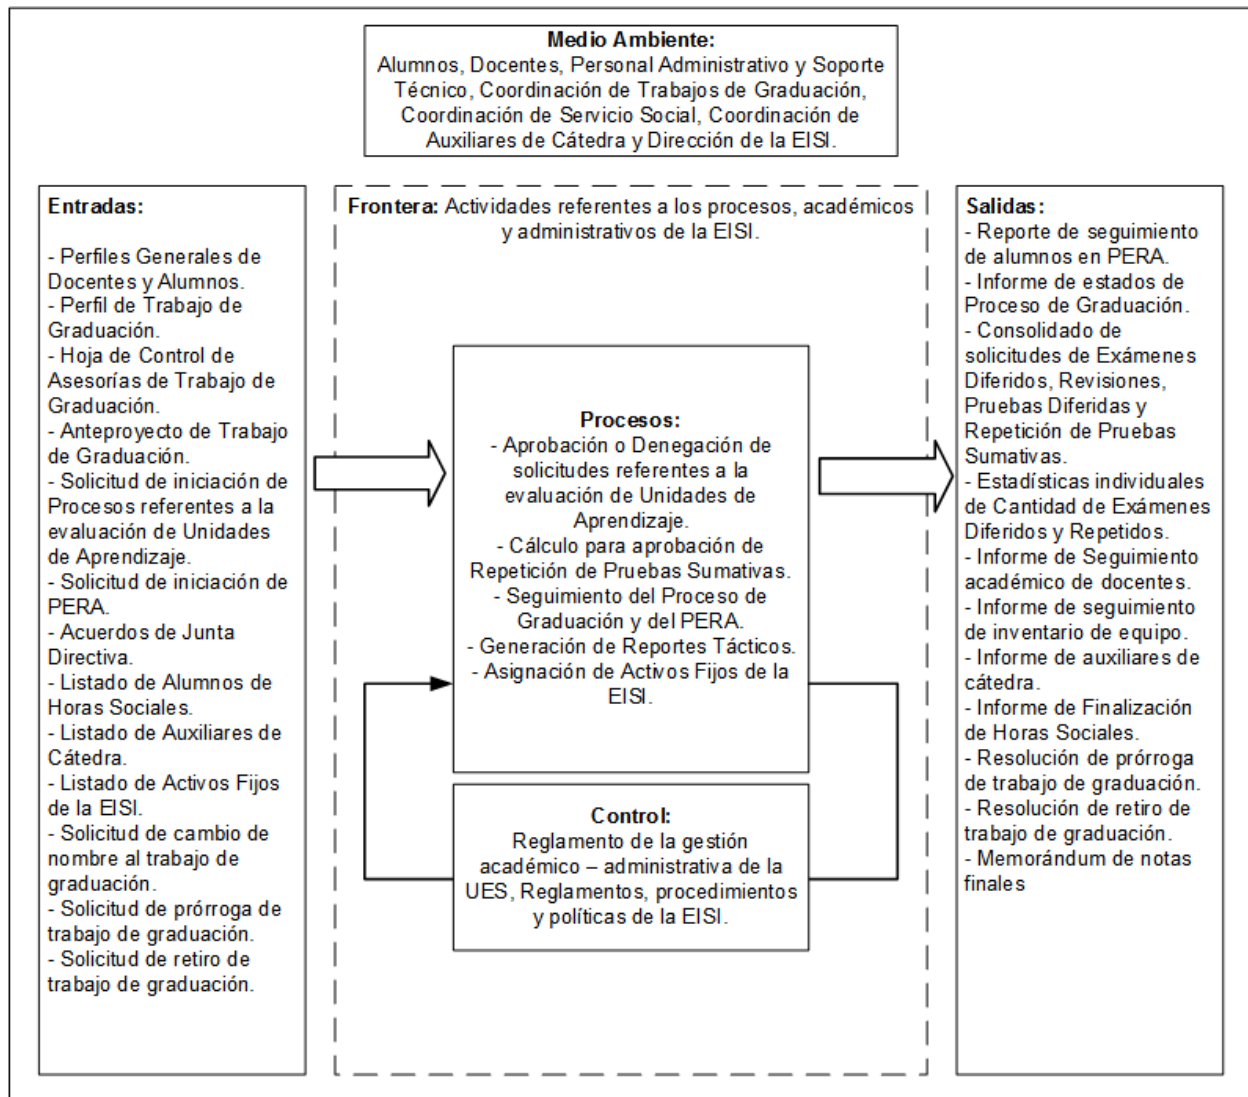 Medio Ambiente:
Alumnos, Docentes, Personal Administrativo y Soporte
Técnico, Coordinación de Trabajos de Graduación,
Coordinación de Servicio Social, Coordinación de
Auxiliares de Cátedra y Dirección de la EISI.
Entradas:
- Perfiles Generales de
Docentes y Alumnos.
- Perfil de Trabajo de
Graduación.
- Hoja de Control de
Asesorías de Trabajo de
Graduación.
- Anteproyecto de Trabajo
de Graduación.
- Solicitud de iniciación de
Procesos referentes a la
evaluación de Unidades
de Aprendizaje.
- Solicitud de iniciación de
PERA.
- Acuerdos de Junta
Directiva.
- Listado de Alumnos de
Horas Sociales.
- Listado de Auxiliares de
Cátedra.
- Listado de Activos Fijos
de la EISI.
- Solicitud de cambio de
nombre al trabajo de
graduación.
- Solicitud de prórroga de
trabajo de graduación.
- Solicitud de retiro de
trabajo de graduación.
Frontera: Actividades referentes a los procesos, académicos
y administrativos de la EISI.
Procesos:
- Aprobación o Denegación de
solicitudes referentes a la
evaluación de Unidades de
Aprendizaje.
- Cálculo para aprobación de
Repetición de Pruebas Sumativas.
- Seguimiento del Proceso de
Graduación y del PERA.
- Generación de Reportes Tácticos.
- Asignación de Activos Fijos de la
EISI.
Control:
Reglamento de la gestión
académico – administrativa de la
UES, Reglamentos, procedimientos
y políticas de la EISI.
Salidas:
- Reporte de seguimiento
de alumnos en PERA.
- Informe de estados de
Proceso de Graduación.
- Consolidado de
solicitudes de Exámenes
Diferidos, Revisiones,
Pruebas Diferidas y
Repetición de Pruebas
Sumativas.
- Estadísticas individuales
de Cantidad de Exámenes
Diferidos y Repetidos.
- Informe de Seguimiento
académico de docentes.
- Informe de seguimiento
de inventario de equipo.
- Informe de auxiliares de
cátedra.
- Informe de Finalización
de Horas Sociales.
- Resolución de prórroga
de trabajo de graduación.
- Resolución de retiro de
trabajo de graduación.
- Memorándum de notas
finales